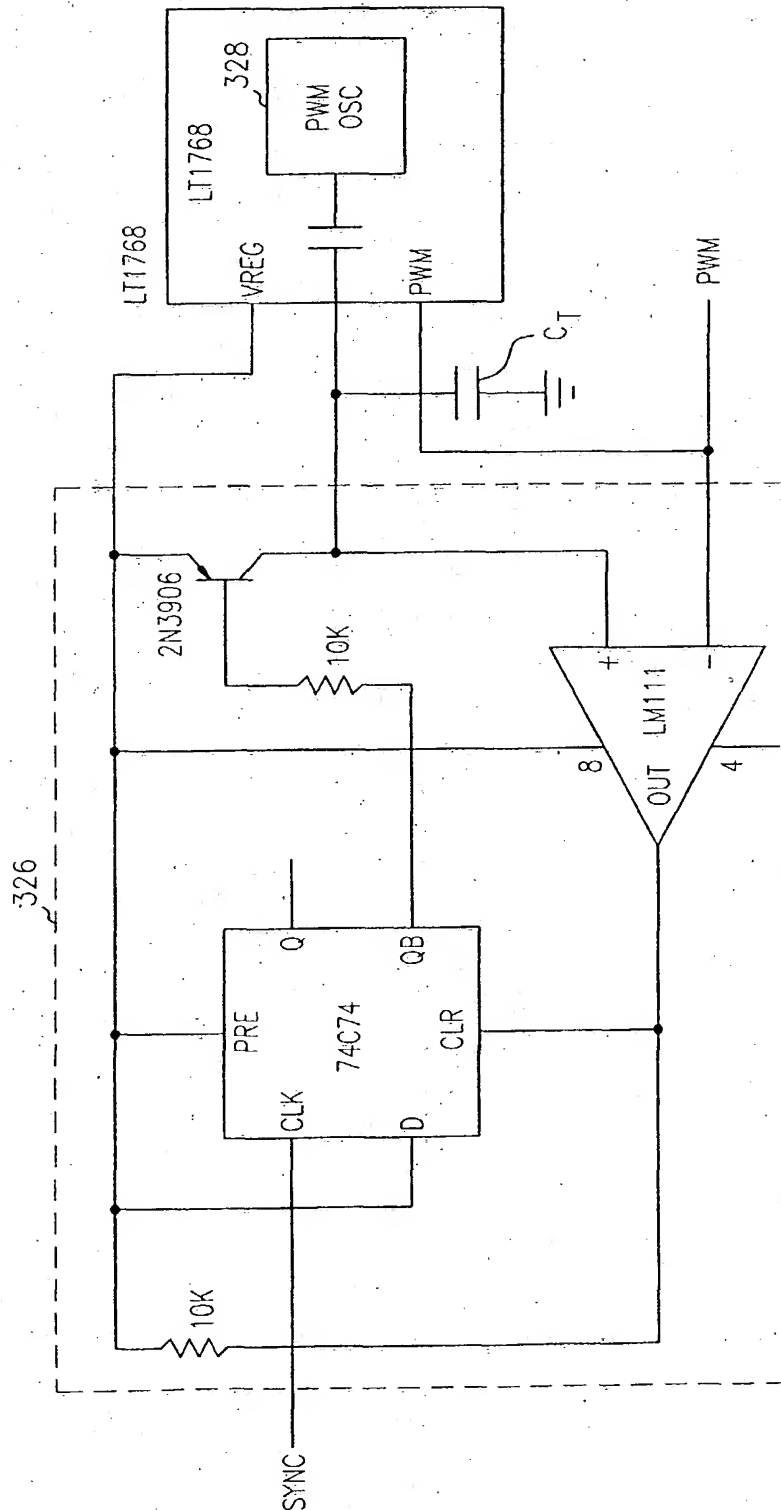 326
LT1768
LT1768
328
PWM
OSC
VREG
PWM
2N3906
10K
10K
PRE
CLK
Q
74C74
D
QB
CLR
SYNC
8
OUT
LM111
+
-
4
CT
PWM